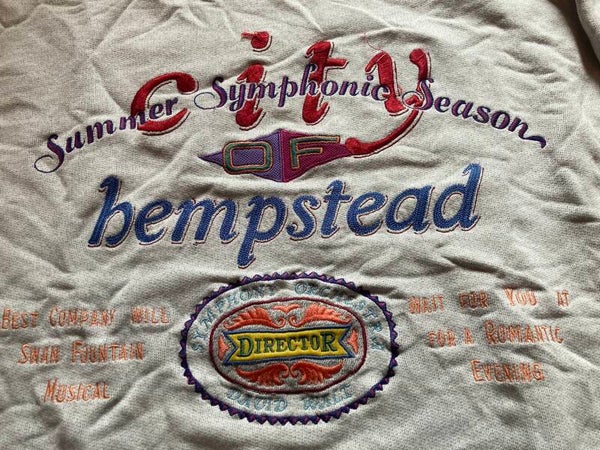 city
Summer Symphonic Season
OF
hempstead
BEST COMPANY WILL
SWAN FOUNTAIN
MUSICAL
SYMPHONY
DIRECTOR
DAVID
WAIT FOR YOU AT
FOR A ROMANTIC
EVENING